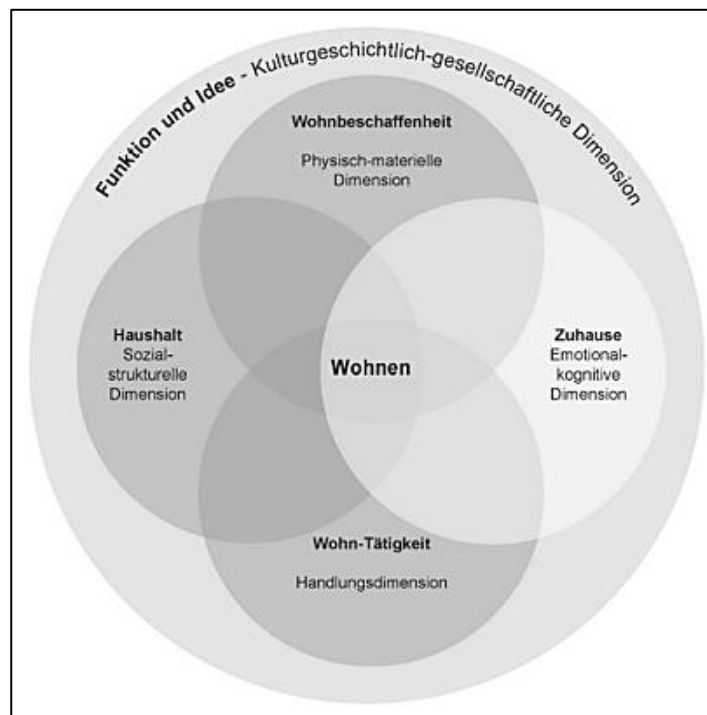 Funktion und Idee - Kulturgeschichtlich-gesellschaftliche Dimension
Wohnbeschaffenheit
Physisch-materielle
Dimension
Haushalt
Sozial-
strukturelle
Dimension
Wohnen
Zuhause
Emotional-
kognitive
Dimension
Wohn-Tätigkeit
Handlungsdimension